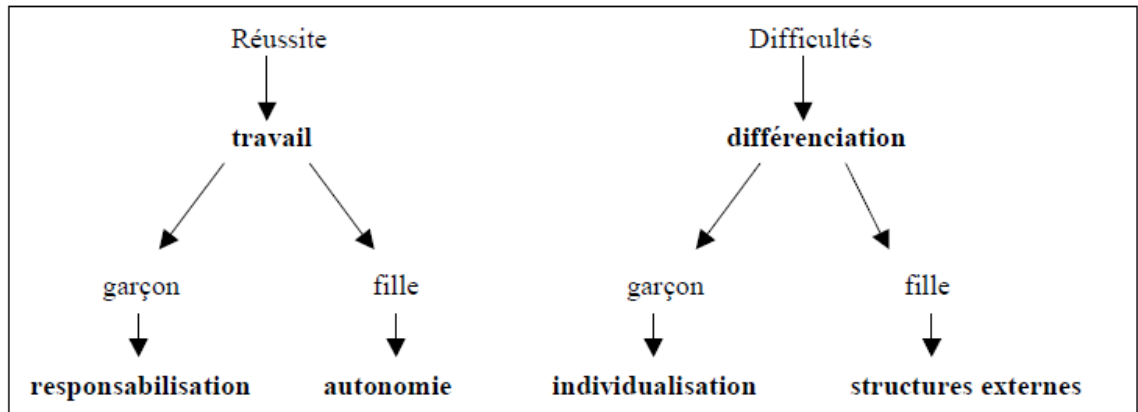 Réussite Difficultés
travail différenciation
garçon fille garçon fille
responsabilisation autonomie individualisation structures externes